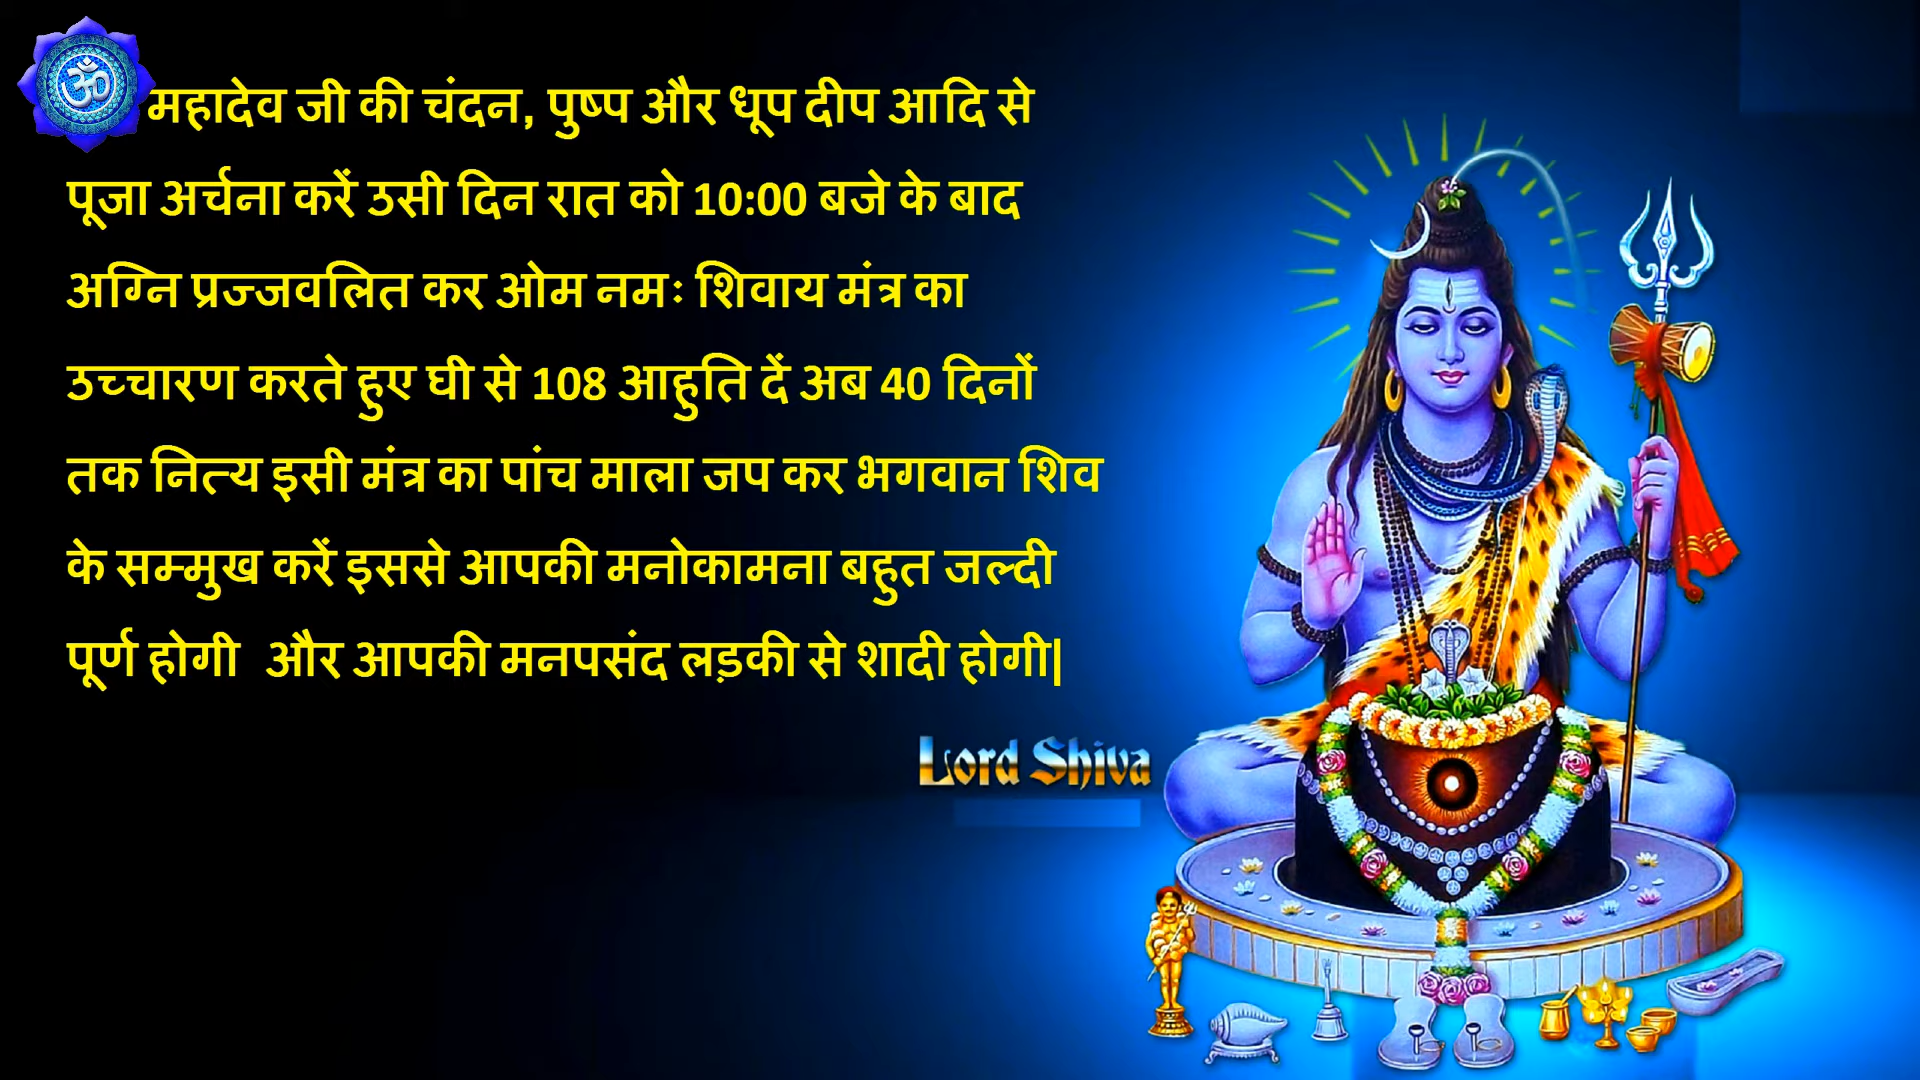 ॐ
महादेव जी की चंदन, पुष्प और धूप दीप आदि से
पूजा अर्चना करें उसी दिन रात को 10:00 बजे के बाद
अग्नि प्रज्जवलित कर ओम नमः शिवाय मंत्र का
उच्चारण करते हुए घी से 108 आहुति दें अब 40 दिनों
तक नित्य इसी मंत्र का पांच माला जप कर भगवान शिव
के सम्मुख करें इससे आपकी मनोकामना बहुत जल्दी
पूर्ण होगी और आपकी मनपसंद लड़की से शादी होगी|
Lord Shiva